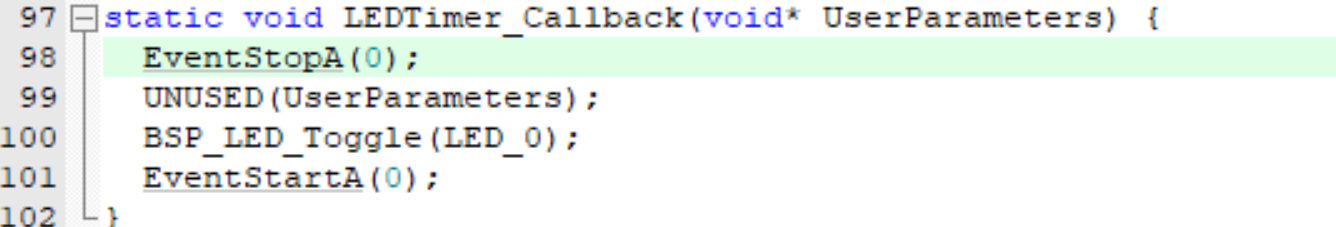 97 static void LEDTimer_Callback(void* UserParameters) {
98 EventStopA(0);
99 UNUSED(UserParameters);
100 BSP_LED_Toggle(LED_0);
101 EventStartA(0);
102 }